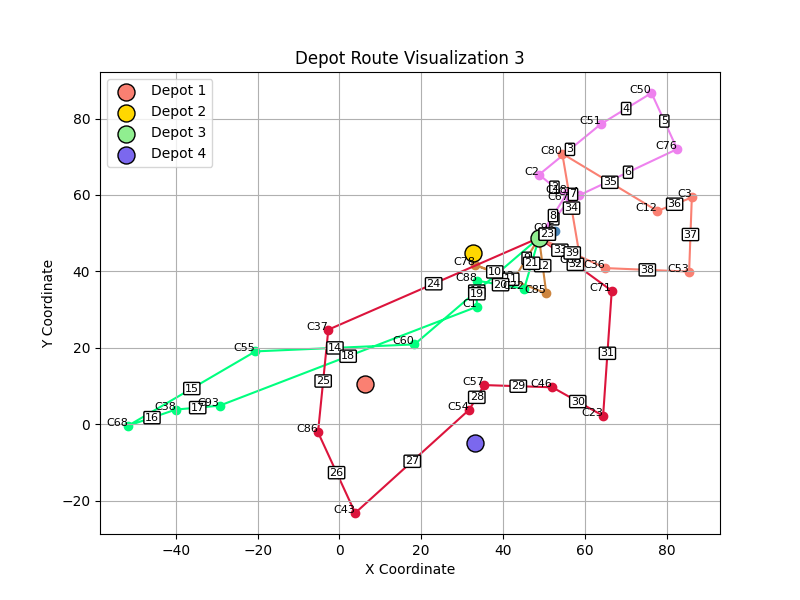 Depot Route Visualization 3
Depot 1
Depot 2
Depot 3
Depot 4
Y Coordinate
X Coordinate
80
60
40
20
0
−20
−40
−20
0
20
40
60
80
C50
C51
C76
C80
C2
C3
C12
C53
C36
C71
C78
C88
C22
C85
C1
C60
C37
C55
C68
C38
C93
C86
C43
C54
C57
C46
C23
3
4
5
6
7
8
10
14
15
16
17
18
19
20
21
23
24
25
26
27
28
29
30
31
32
34
35
36
37
38
39